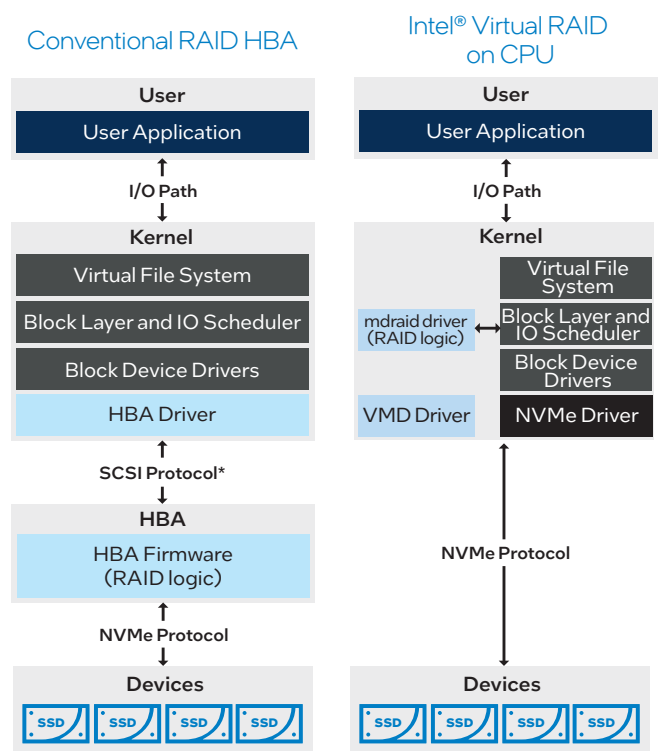 Conventional RAID HBA
User
User Application
I/O Path
Kernel
Virtual File System
Block Layer and IO Scheduler
Block Device Drivers
HBA Driver
SCSI Protocol*
HBA
HBA Firmware
(RAID logic)
NVMe Protocol
Devices
SSD SSD SSD SSD
Intel® Virtual RAID
on CPU
User
User Application
I/O Path
Kernel
Virtual File
System
mdraid driver
(RAID logic)
Block Layer and
IO Scheduler
Block Device
Drivers
VMD Driver
NVMe Driver
NVMe Protocol
Devices
SSD SSD SSD SSD